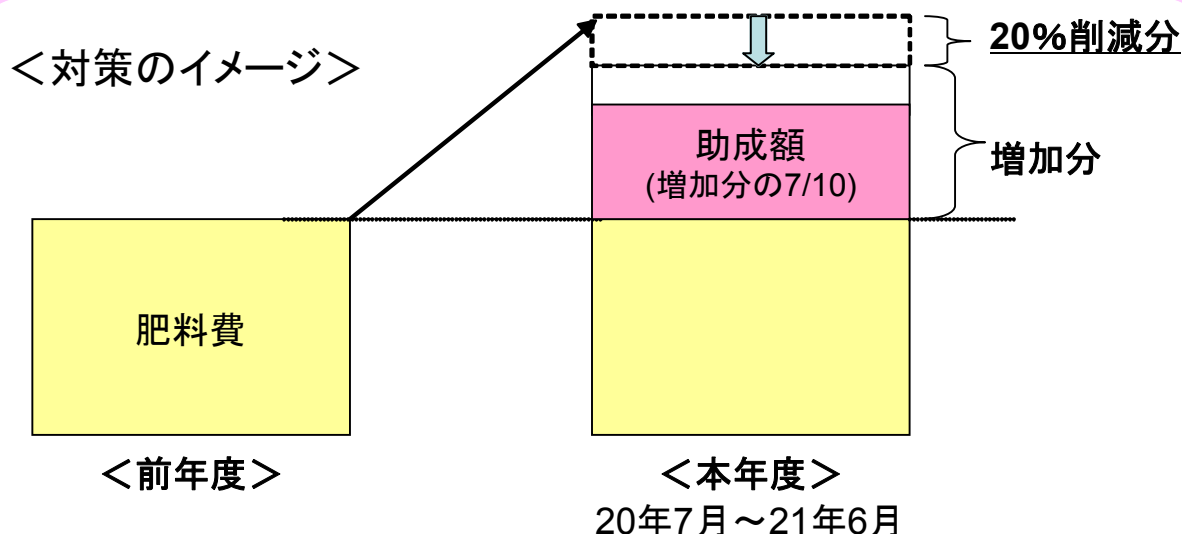 ＜対策のイメージ＞
20%削減分
助成額
(増加分の7/10)
増加分
肥料費
＜前年度＞
＜本年度＞
20年7月～21年6月